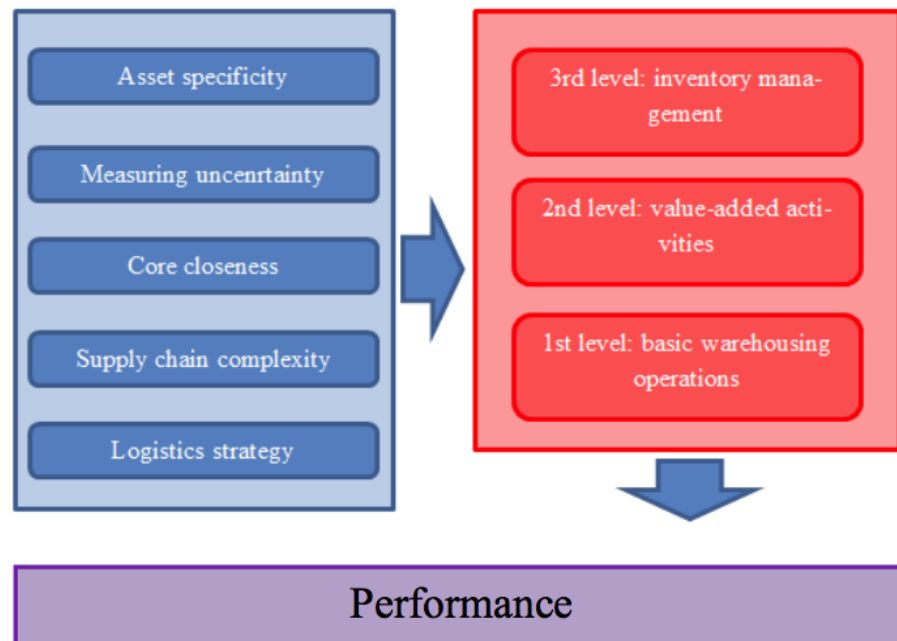 Asset specificity
Measuring uncenrtainty
Core closeness
Supply chain complexity
Logistics strategy
3rd level: inventory mana-
gement
2nd level: value-added acti-
vities
1st level: basic warehousing
operations
Performance